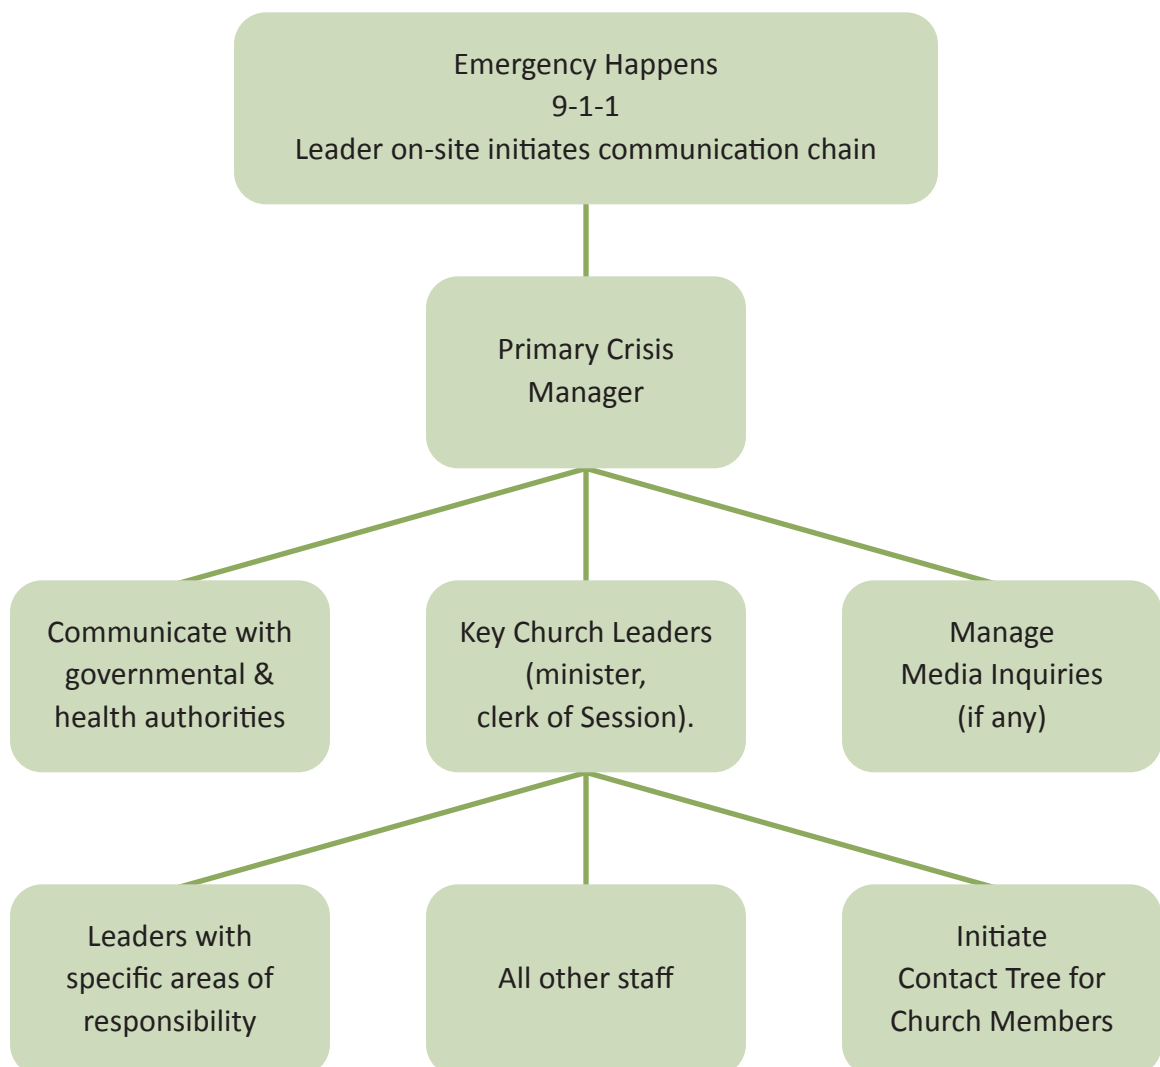 Emergency Happens
9-1-1
Leader on-site initiates communication chain
Primary Crisis
Manager
Communicate with
governmental &
health authorities
Key Church Leaders
(minister,
clerk of Session).
Manage
Media Inquiries
(if any)
Leaders with
specific areas of
responsibility
All other staff
Initiate
Contact Tree for
Church Members